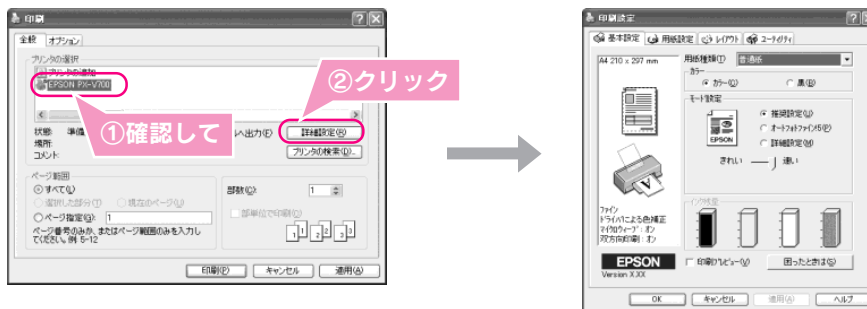 印刷
全般 オプション
プリンタの選択
プリンタの追加
EPSON PX-V700
②クリック
①確認して
状態: 準備
場所:
コメント:
ルへ出力(F)
詳細設定(R)
プリンタの検索(D)...
ページ範囲
すべて(L)
選択した部分(T) 現在のページ(U)
ページ指定(G): 1
ページ番号のみか、またはページ範囲のみを入力し
てください。例 5-12
部数(C): 1
部単位で印刷(O)
11 22 33
印刷(P) キャンセル 適用(A)
印刷設定
基本設定 用紙設定 レイアウト ユーティリティ
A4 210 x 297 mm
用紙種類(T) 普通紙
カラー
カラー(C) 黒(B)
モード設定
推奨設定(U)
オートフォトファイン!5(P)
詳細設定(M)
EPSON
きれい 速い
ファイン
ドライバによる色補正
マイクロウィーブ: オン
双方向印刷: オン
インク残量
EPSON
Version X.XX
印刷プレビュー(V) 困ったときは(S)
OK キャンセル 適用(A) ヘルプ